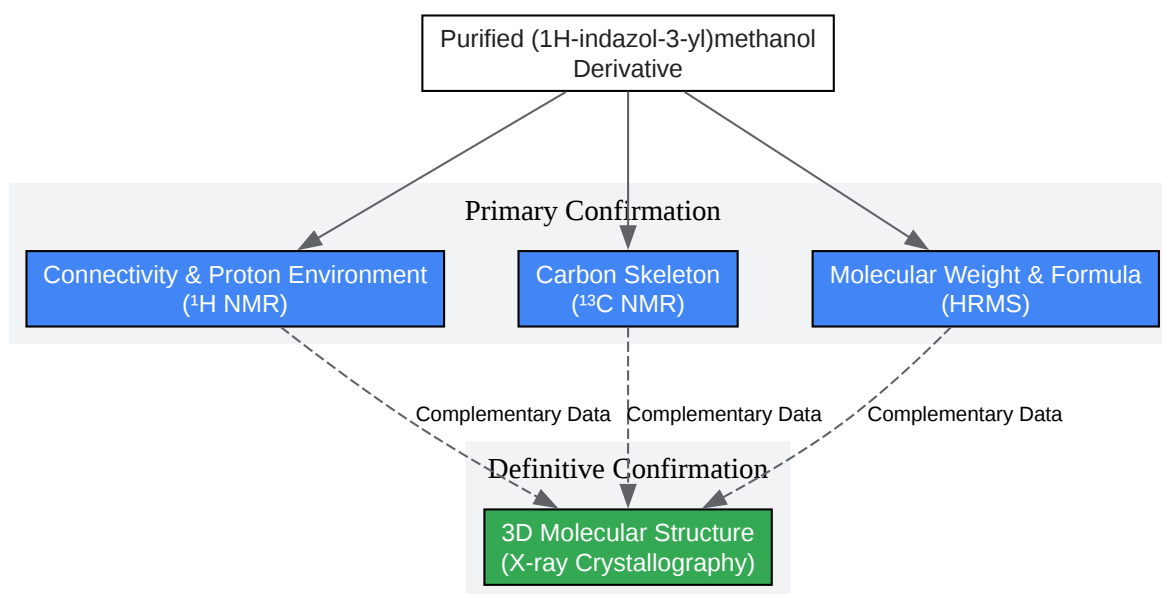 Purified (1H-indazol-3-yl)methanol
Derivative
Primary Confirmation
Connectivity & Proton Environment
(¹H NMR)
Carbon Skeleton
(¹³C NMR)
Molecular Weight & Formula
(HRMS)
Complementary Data
Complementary Data
Complementary Data
Definitive Confirmation
3D Molecular Structure
(X-ray Crystallography)